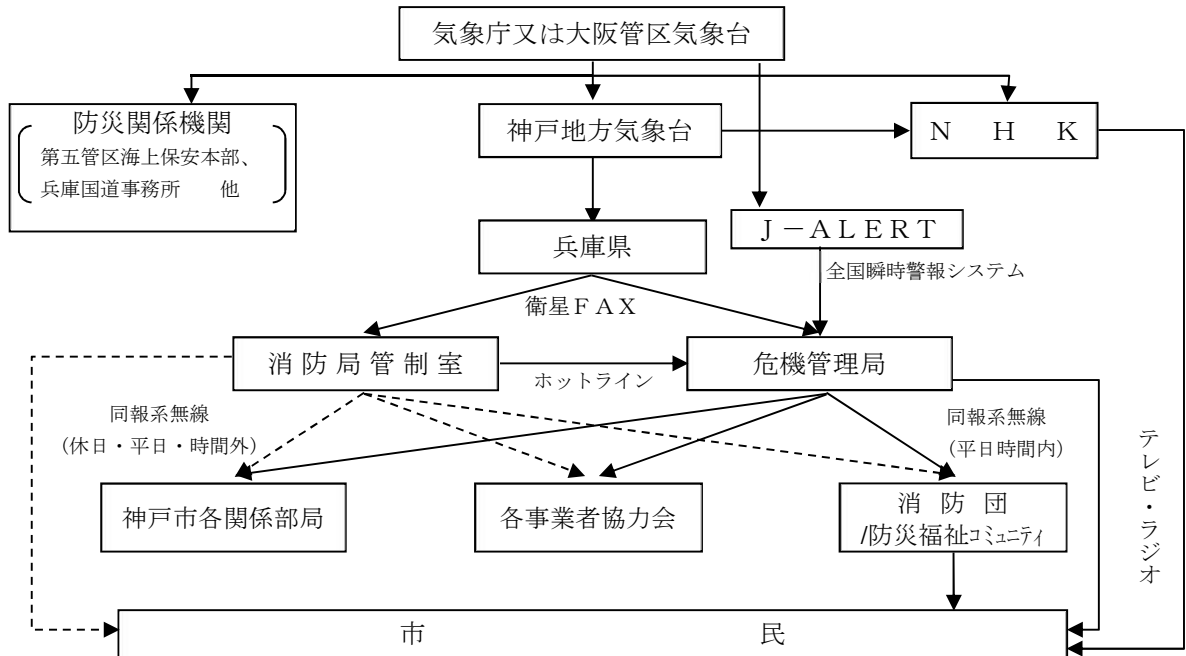 気象庁又は大阪管区気象台
防災関係機関
第五管区海上保安本部、
兵庫国道事務所　　他
神戸地方気象台
Ｎ　Ｈ　Ｋ
兵庫県
Ｊ－ＡＬＥＲＴ
全国瞬時警報システム
衛星ＦＡＸ
消防局管制室
ホットライン
危機管理局
同報系無線
（休日・平日・時間外）
同報系無線
（平日時間内）
テレビ・ラジオ
神戸市各関係部局
各事業者協力会
消　防　団
/防災福祉ｺﾐｭﾆﾃｨ
市　　　　　　　　民